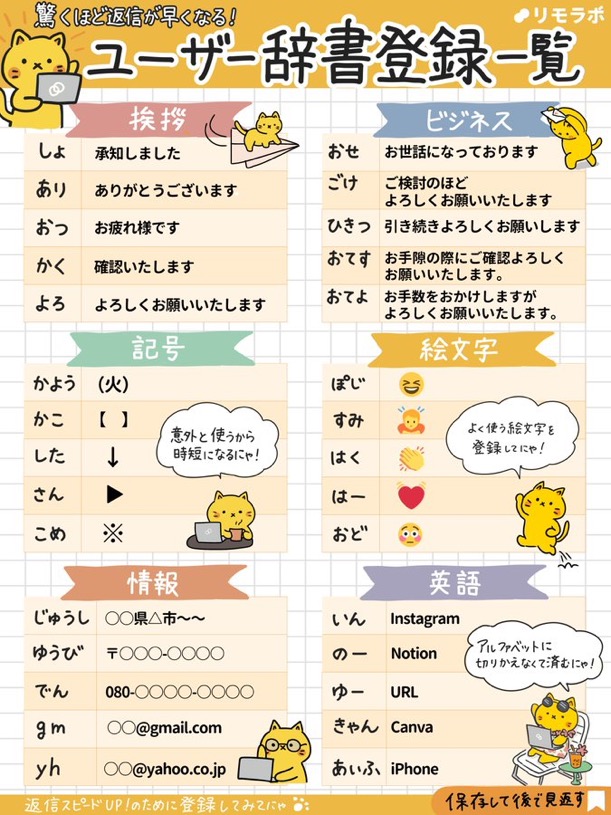 驚くほど返信が早くなる!
リモラボ
ユーザー辞書登録一覧
挨拶
しょ 承知しました
あり ありがとうございます
おっ お疲れ様です
かく 確認いたします
よろ よろしくお願いいたします
ビジネス
おせ お世話になっております
ごけ ご検討のほど
よろしくお願いいたします
ひきっ 引き続きよろしくお願いします
おてす お手隙の際にご確認よろしく
お願いいたします。
おてよ お手数をおかけしますが
よろしくお願いいたします。
記号
かよう (火)
かこ 【 】
した ↓
さん ▶
こめ ※
意外と使うから
時短になるにゃ!
絵文字
ぽじ 😆
すみ 🙇
はく 👏
はー ❤
おど 😳
よく使う絵文字を
登録してにゃ!
情報
じゅうし ○○県△市〜〜
ゆうび 〒○○○-○○○○
でん 080-○○○○-○○○○
gm ○○@gmail.com
yh ○○@yahoo.co.jp
英語
いん Instagram
のー Notion
ゆー URL
きゃん Canva
あいふ iPhone
アルファベットに
切りかえなくて済むにゃ!
返信スピードUP!のために登録してみてにゃ
保存して後で見返す